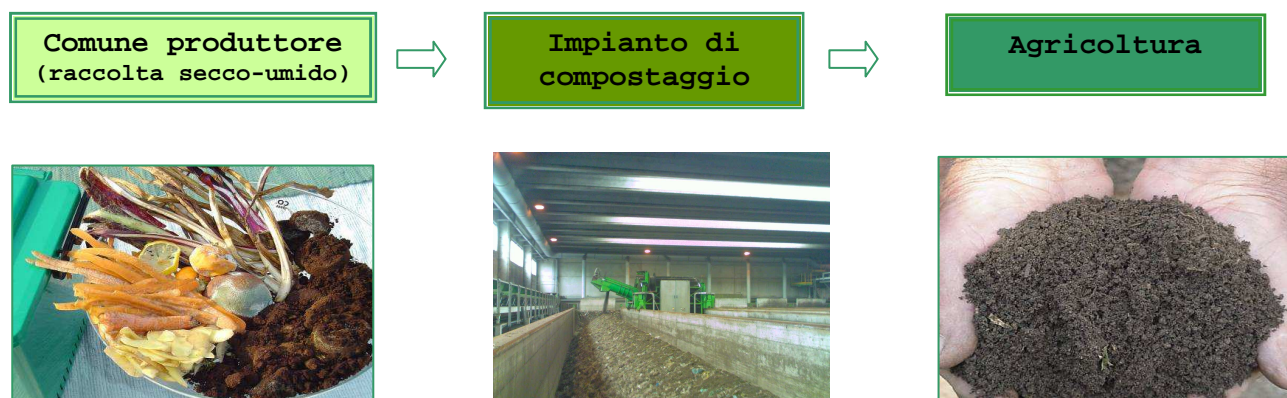 Comune produttore
(raccolta secco-umido)
Impianto di
compostaggio
Agricoltura